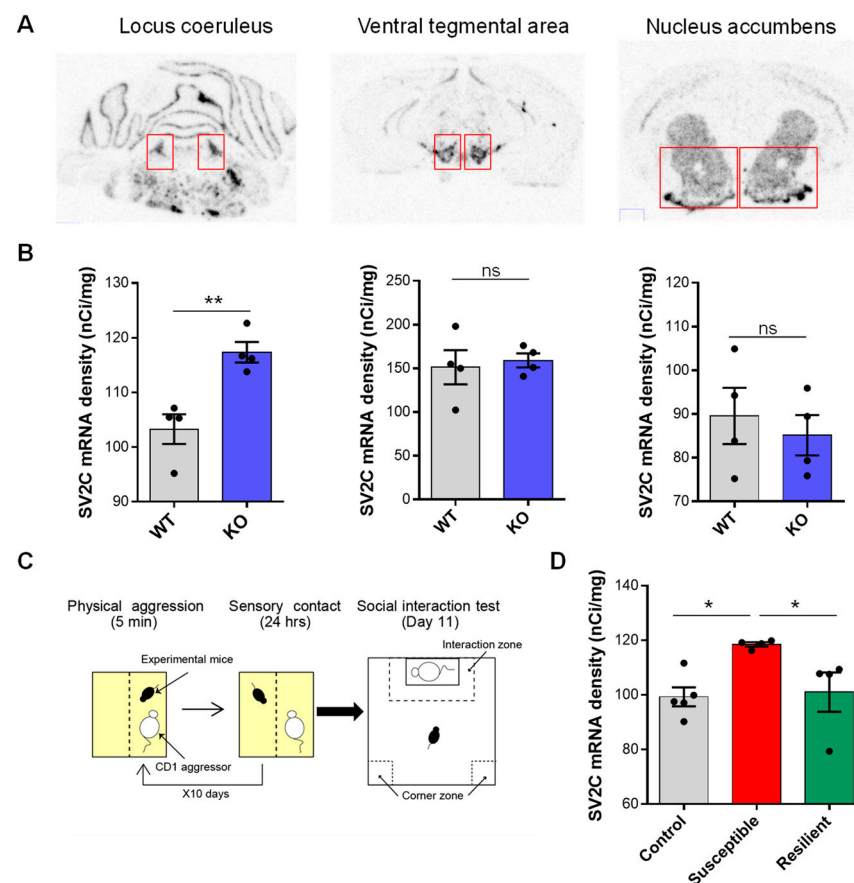 A
Locus coeruleus
Ventral tegmental area
Nucleus accumbens
B
SV2C mRNA density (nCi/mg)
130
120
110
100
90
**
WT
KO
SV2C mRNA density (nCi/mg)
250
200
150
100
50
0
ns
WT
KO
SV2C mRNA density (nCi/mg)
120
110
100
90
80
70
ns
WT
KO
C
Physical aggression
(5 min)
Sensory contact
(24 hrs)
Social interaction test
(Day 11)
Experimental mice
Interaction zone
CD1 aggressor
X10 days
Corner zone
D
SV2C mRNA density (nCi/mg)
140
120
100
80
60
*
*
Control
Susceptible
Resilient